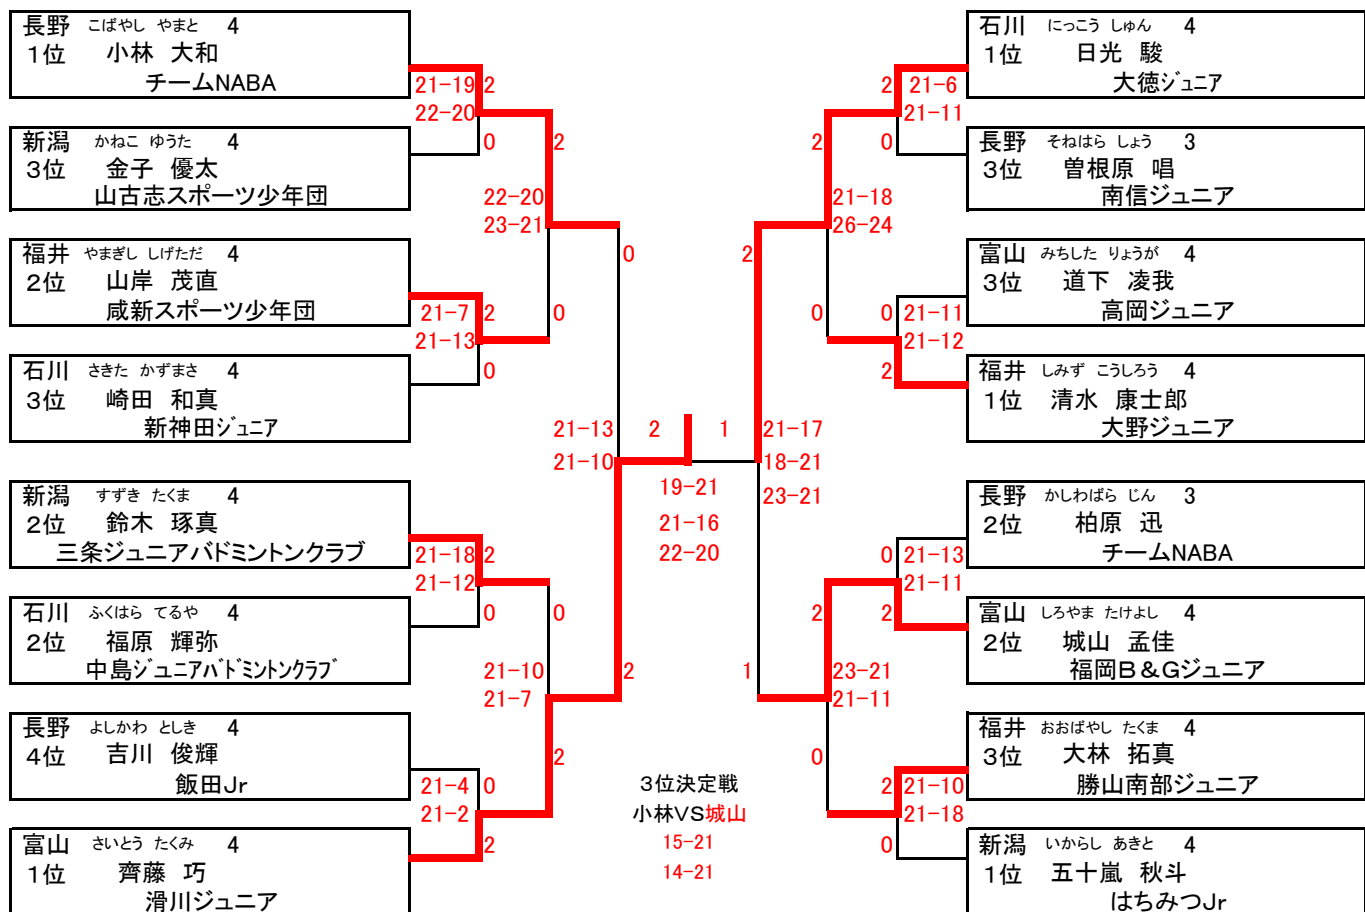 長野 こばやし やまと 4
1位 小林 大和
チームNABA
新潟 かねこ ゆうた 4
3位 金子 優太
山古志スポーツ少年団
福井 やまぎし しげただ 4
2位 山岸 茂直
咸新スポーツ少年団
石川 さきた かずまさ 4
3位 崎田 和真
新神田ジュニア
新潟 すずき たくま 4
2位 鈴木 琢真
三条ジュニアバドミントンクラブ
石川 ふくはら てるや 4
2位 福原 輝弥
中島ジュニアバドミントンクラブ
長野 よしかわ としき 4
4位 吉川 俊輝
飯田Jr
富山 さいとう たくみ 4
1位 齊藤 巧
滑川ジュニア
21-19 2
22-20
0
2
22-20
23-21
0
21-7 2
21-13
0
0
21-13
21-10
21-18 2
21-12
0
0
21-10
21-7
2
2
21-4 0
21-2
2
2 1
19-21
21-16
22-20
3位決定戦
小林VS城山
15-21
14-21
2 21-6
21-11
0
2
21-18
26-24
2
0
0 21-11
21-12
2
21-17
18-21
23-21
0 21-13
21-11
2
2
23-21
21-11
1
0
2 21-10
21-18
0
石川 にっこう しゅん 4
1位 日光 駿
大徳ジュニア
長野 そねはら しょう 3
3位 曽根原 唱
南信ジュニア
富山 みちした りょうが 4
3位 道下 凌我
高岡ジュニア
福井 しみず こうしろう 4
1位 清水 康士郎
大野ジュニア
長野 かしわばら じん 3
2位 柏原 迅
チームNABA
富山 しろやま たけよし 4
2位 城山 孟佳
福岡B&Gジュニア
福井 おおばやし たくま 4
3位 大林 拓真
勝山南部ジュニア
新潟 いからし あきと 4
1位 五十嵐 秋斗
はちみつJr